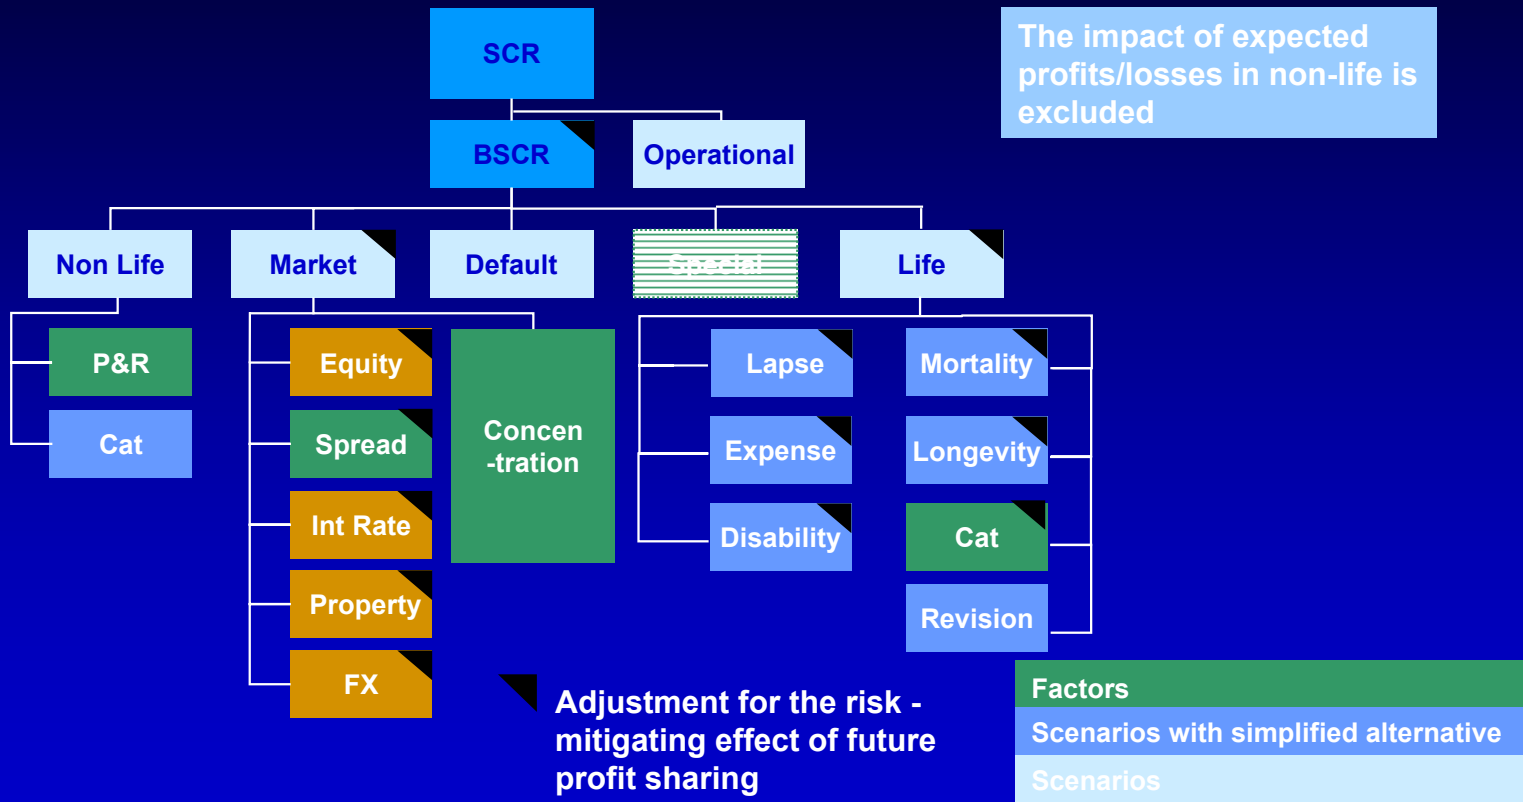 SCR
The impact of expected
profits/losses in non-life is
excluded
BSCR
Operational
Non Life
Market
Default
Special
Life
P&R
Cat
Equity
Spread
Int Rate
Property
FX
Concen
-tration
Lapse
Expense
Disability
Mortality
Longevity
Cat
Revision
Adjustment for the risk -
mitigating effect of future
profit sharing
Factors
Scenarios with simplified alternative
Scenarios